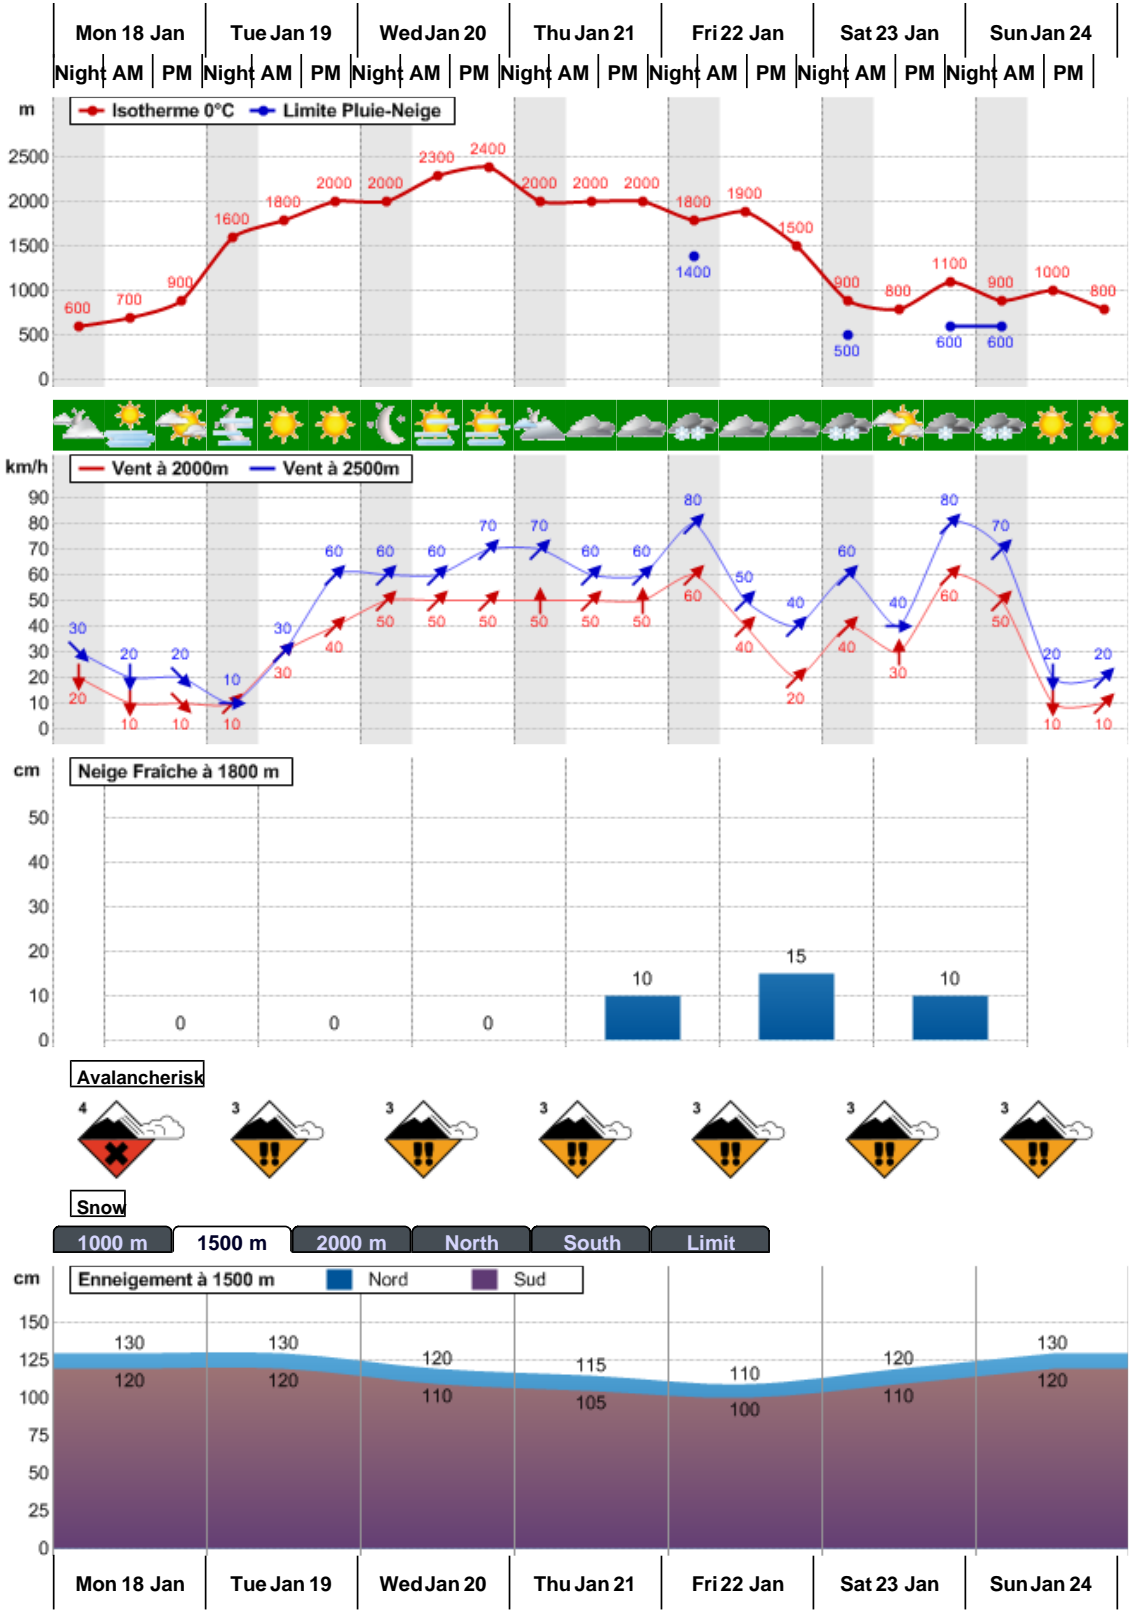 Mon 18 Jan Tue Jan 19 Wed Jan 20 Thu Jan 21 Fri 22 Jan Sat 23 Jan Sun Jan 24
Night AM PM Night AM PM Night AM PM Night AM PM Night AM PM Night AM PM Night AM PM
m
Isotherme 0°C Limite Pluie-Neige
2500
2000
1500
1000
500
0
600 700 900 1600 1800 2000 2000 2300 2400 2000 2000 2000 1800 1900 1500 900 800 1100 900 1000 800
1400 500 600 600
km/h
Vent à 2000m Vent à 2500m
90
80
70
60
50
40
30
20
10
0
30 20 20 10 30 60 60 60 70 70 60 60 80 50 40 60 40 80 70 20 20
20 10 10 10 30 40 50 50 50 50 50 50 60 40 20 40 30 60 50 10 10
cm
Neige Fraîche à 1800 m
50
40
30
20
10
0
0 0 0 10 15 10
Avalancherisk
4 3 3 3 3 3 3
Snow
1000 m 1500 m 2000 m North South Limit
cm
Enneigement à 1500 m Nord Sud
150
125
100
75
50
25
0
130 130 120 115 110 120 130
120 120 110 105 100 110 120
Mon 18 Jan Tue Jan 19 Wed Jan 20 Thu Jan 21 Fri 22 Jan Sat 23 Jan Sun Jan 24